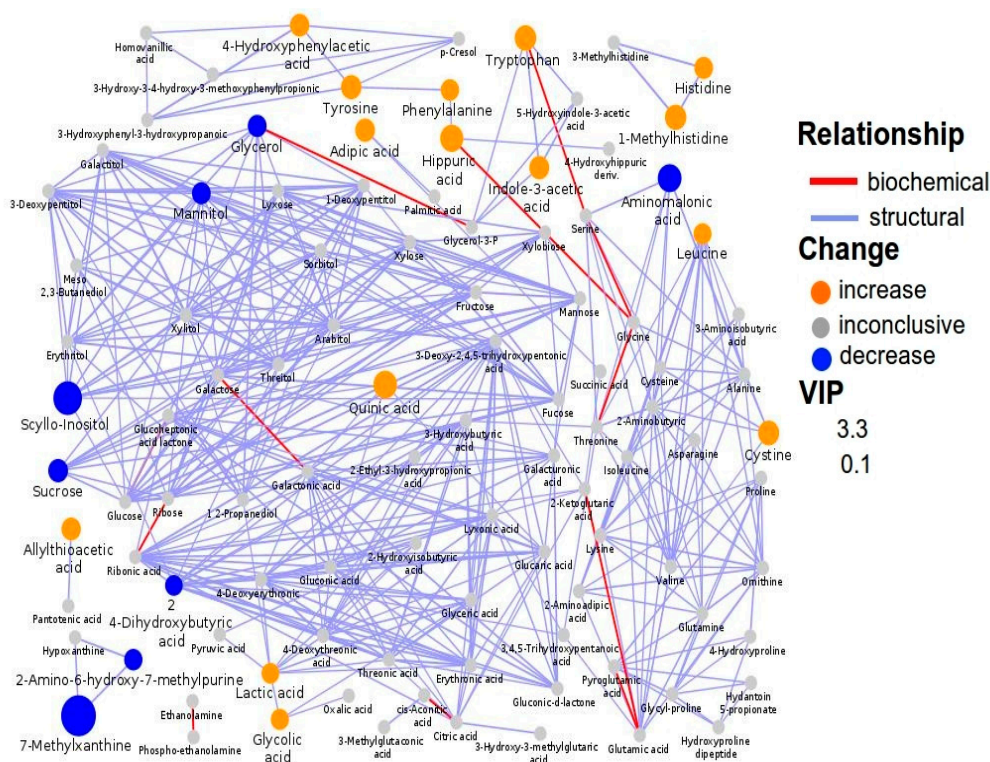 Homovanillic
acid
4-Hydroxyphenylacetic
acid
p-Cresol
Tryptophan
3-Methylhistidine
3-Hydroxy-3-4-hydroxy-3-methoxyphenylpropionic
Tyrosine
Phenylalanine
Histidine
5-Hydroxyindole-3-acetic
acid
3-Hydroxyphenyl-3-hydroxypropanoic
Glycerol
Adipic acid
Hippuric
acid
1-Methylhistidine
Galactitol
4-Hydroxyhippuric
deriv.
Indole-3-acetic
acid
Aminomalonic
acid
3-Deoxypentitol
Mannitol
Lyxose
1-Deoxypentitol
Palmitic acid
Glycerol-3-P
Xylobiose
Serine
Leucine
Sorbitol
Xylose
Meso
2,3-Butanediol
Fructose
Mannose
Glycine
3-Aminoisobutyric
acid
Xylitol
Arabitol
Erythritol
3-Deoxy-2,4,5-trihydroxypentonic
acid
Threitol
Galactose
Succinic acid
Cysteine
Alanine
Scyllo-Inositol
Quinic acid
Fucose
2-Aminobutyric
Gluconeptonic
acid lactone
3-Hydroxybutyric
acid
Threonine
Asparagine
Cystine
2-Ethyl-3-hydroxypropionic
acid
Galacturonic
acid
Isoleucine
Sucrose
Galactonic acid
2-Ketoglutaric
acid
Proline
Glucose
Ribose
1 2-Propanediol
Lyxonic acid
Allylthioacetic
acid
Ribonic acid
2-Hydroxyisobutyric
acid
Glucaric acid
Lysine
Valine
Ornithine
Gluconic acid
2
4-Dihydroxybutyric
acid
4-Deoxyerythronic
Pantotenic acid
Glyceric acid
2-Aminoadipic
acid
Glutamine
Hypoxanthine
Pyruvic acid
4-Deoxythreonic
acid
3,4,5-Trihydroxypentanoic
acid
4-Hydroxyproline
2-Amino-6-hydroxy-7-methylpurine
Lactic acid
Threonic acid
Erythronic acid
Pyroglutamic
acid
Glycyl-proline
Hydantoin
5-propionate
Gluconic-d-lactone
Ethanolamine
Oxalic acid
cis-Aconitic
acid
7-Methylxanthine
Phospho-ethanolamine
Glycolic
acid
3-Methylglutaconic
acid
Citric acid
3-Hydroxy-3-methylglutaric
acid
Glutamic acid
Hydroxyproline
dipeptide
Relationship
biochemical
structural
Change
increase
inconclusive
decrease
VIP
3.3
0.1